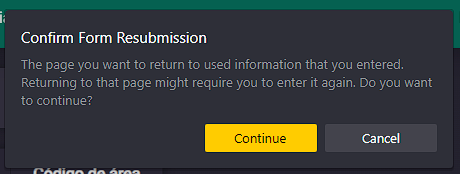 Confirm Form Resubmission
The page you want to return to used information that you entered.
Returning to that page might require you to enter it again. Do you want
to continue?
Continue Cancel
Código de área